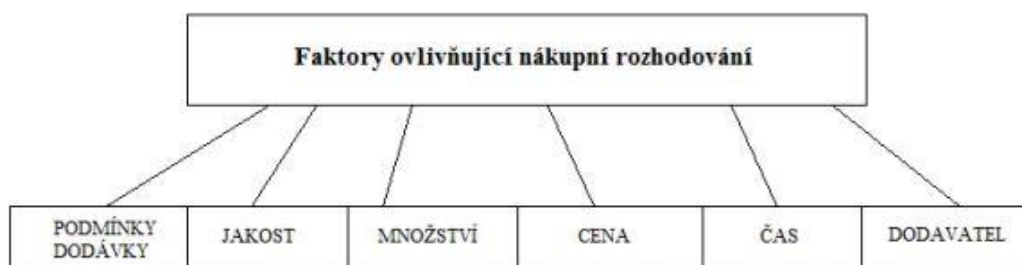 Faktory ovlivňující nákupní rozhodování
PODMÍNKY
DODÁVKY
JAKOST
MNOŽSTVÍ
CENA
ČAS
DODAVATEL